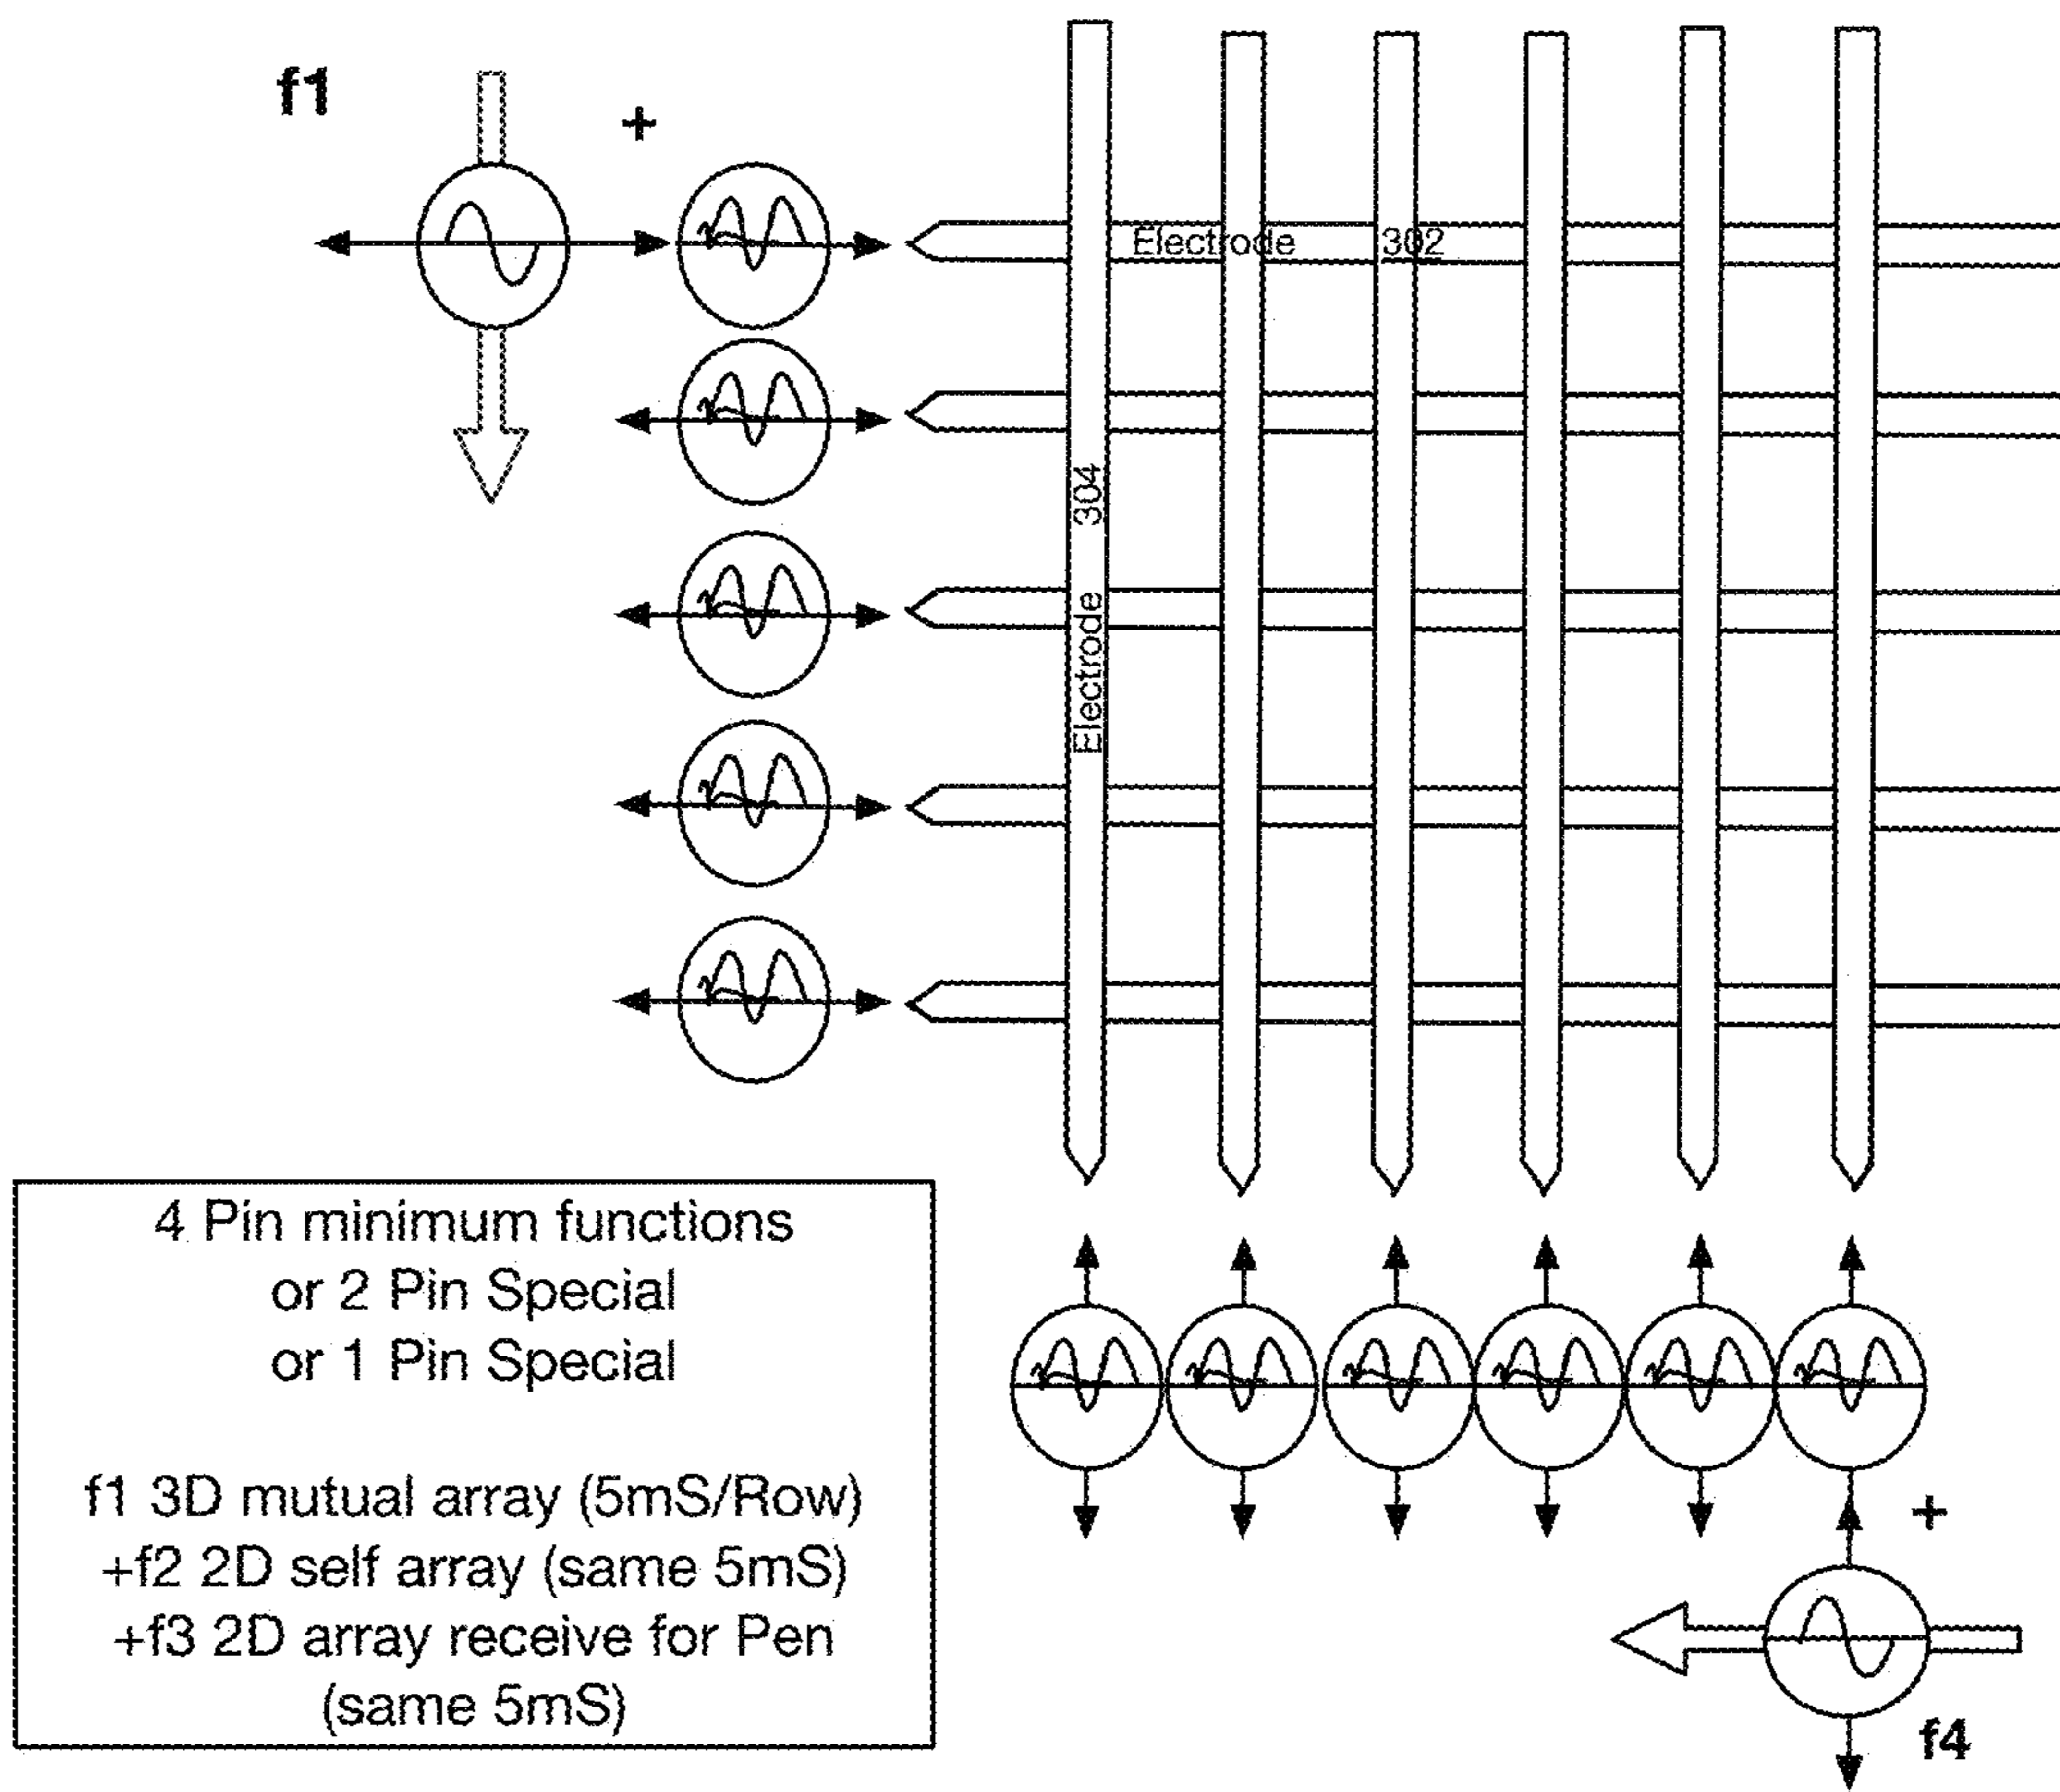 f1
+
Electrode 302
Electrode 304
4 Pin minimum functions
or 2 Pin Special
or 1 Pin Special
f1 3D mutual array (5mS/Row)
+f2 2D self array (same 5mS)
+f3 2D array receive for Pen
(same 5mS)
+
f4